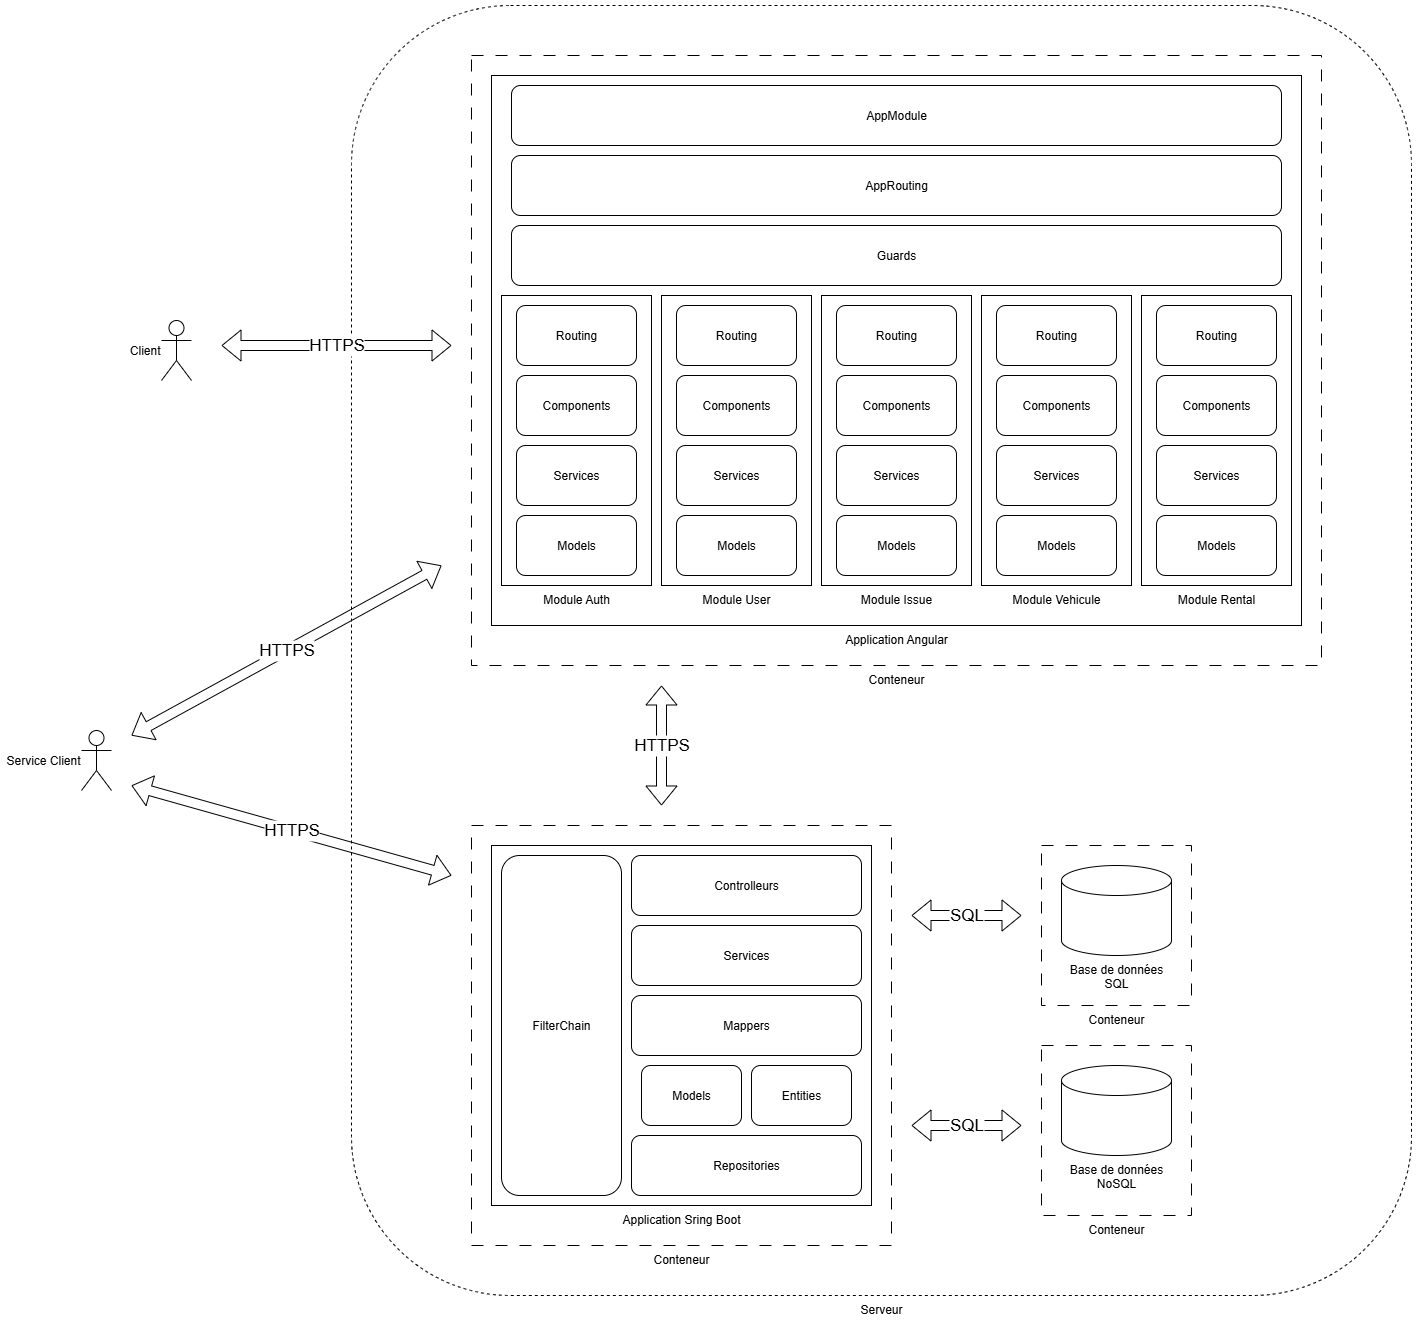 AppModule
AppRouting
Guards
Routing
Routing
Routing
Routing
Routing
Components
Components
Components
Components
Components
Services
Services
Services
Services
Services
Models
Models
Models
Models
Models
Module Auth
Module User
Module Issue
Module Vehicule
Module Rental
Application Angular
Conteneur
Client
HTTPS
HTTPS
Service Client
HTTPS
HTTPS
FilterChain
Controlleurs
Services
Mappers
Models
Entities
Repositories
Application Sring Boot
Conteneur
SQL
Base de données
SQL
Conteneur
SQL
Base de données
NoSQL
Conteneur
Serveur